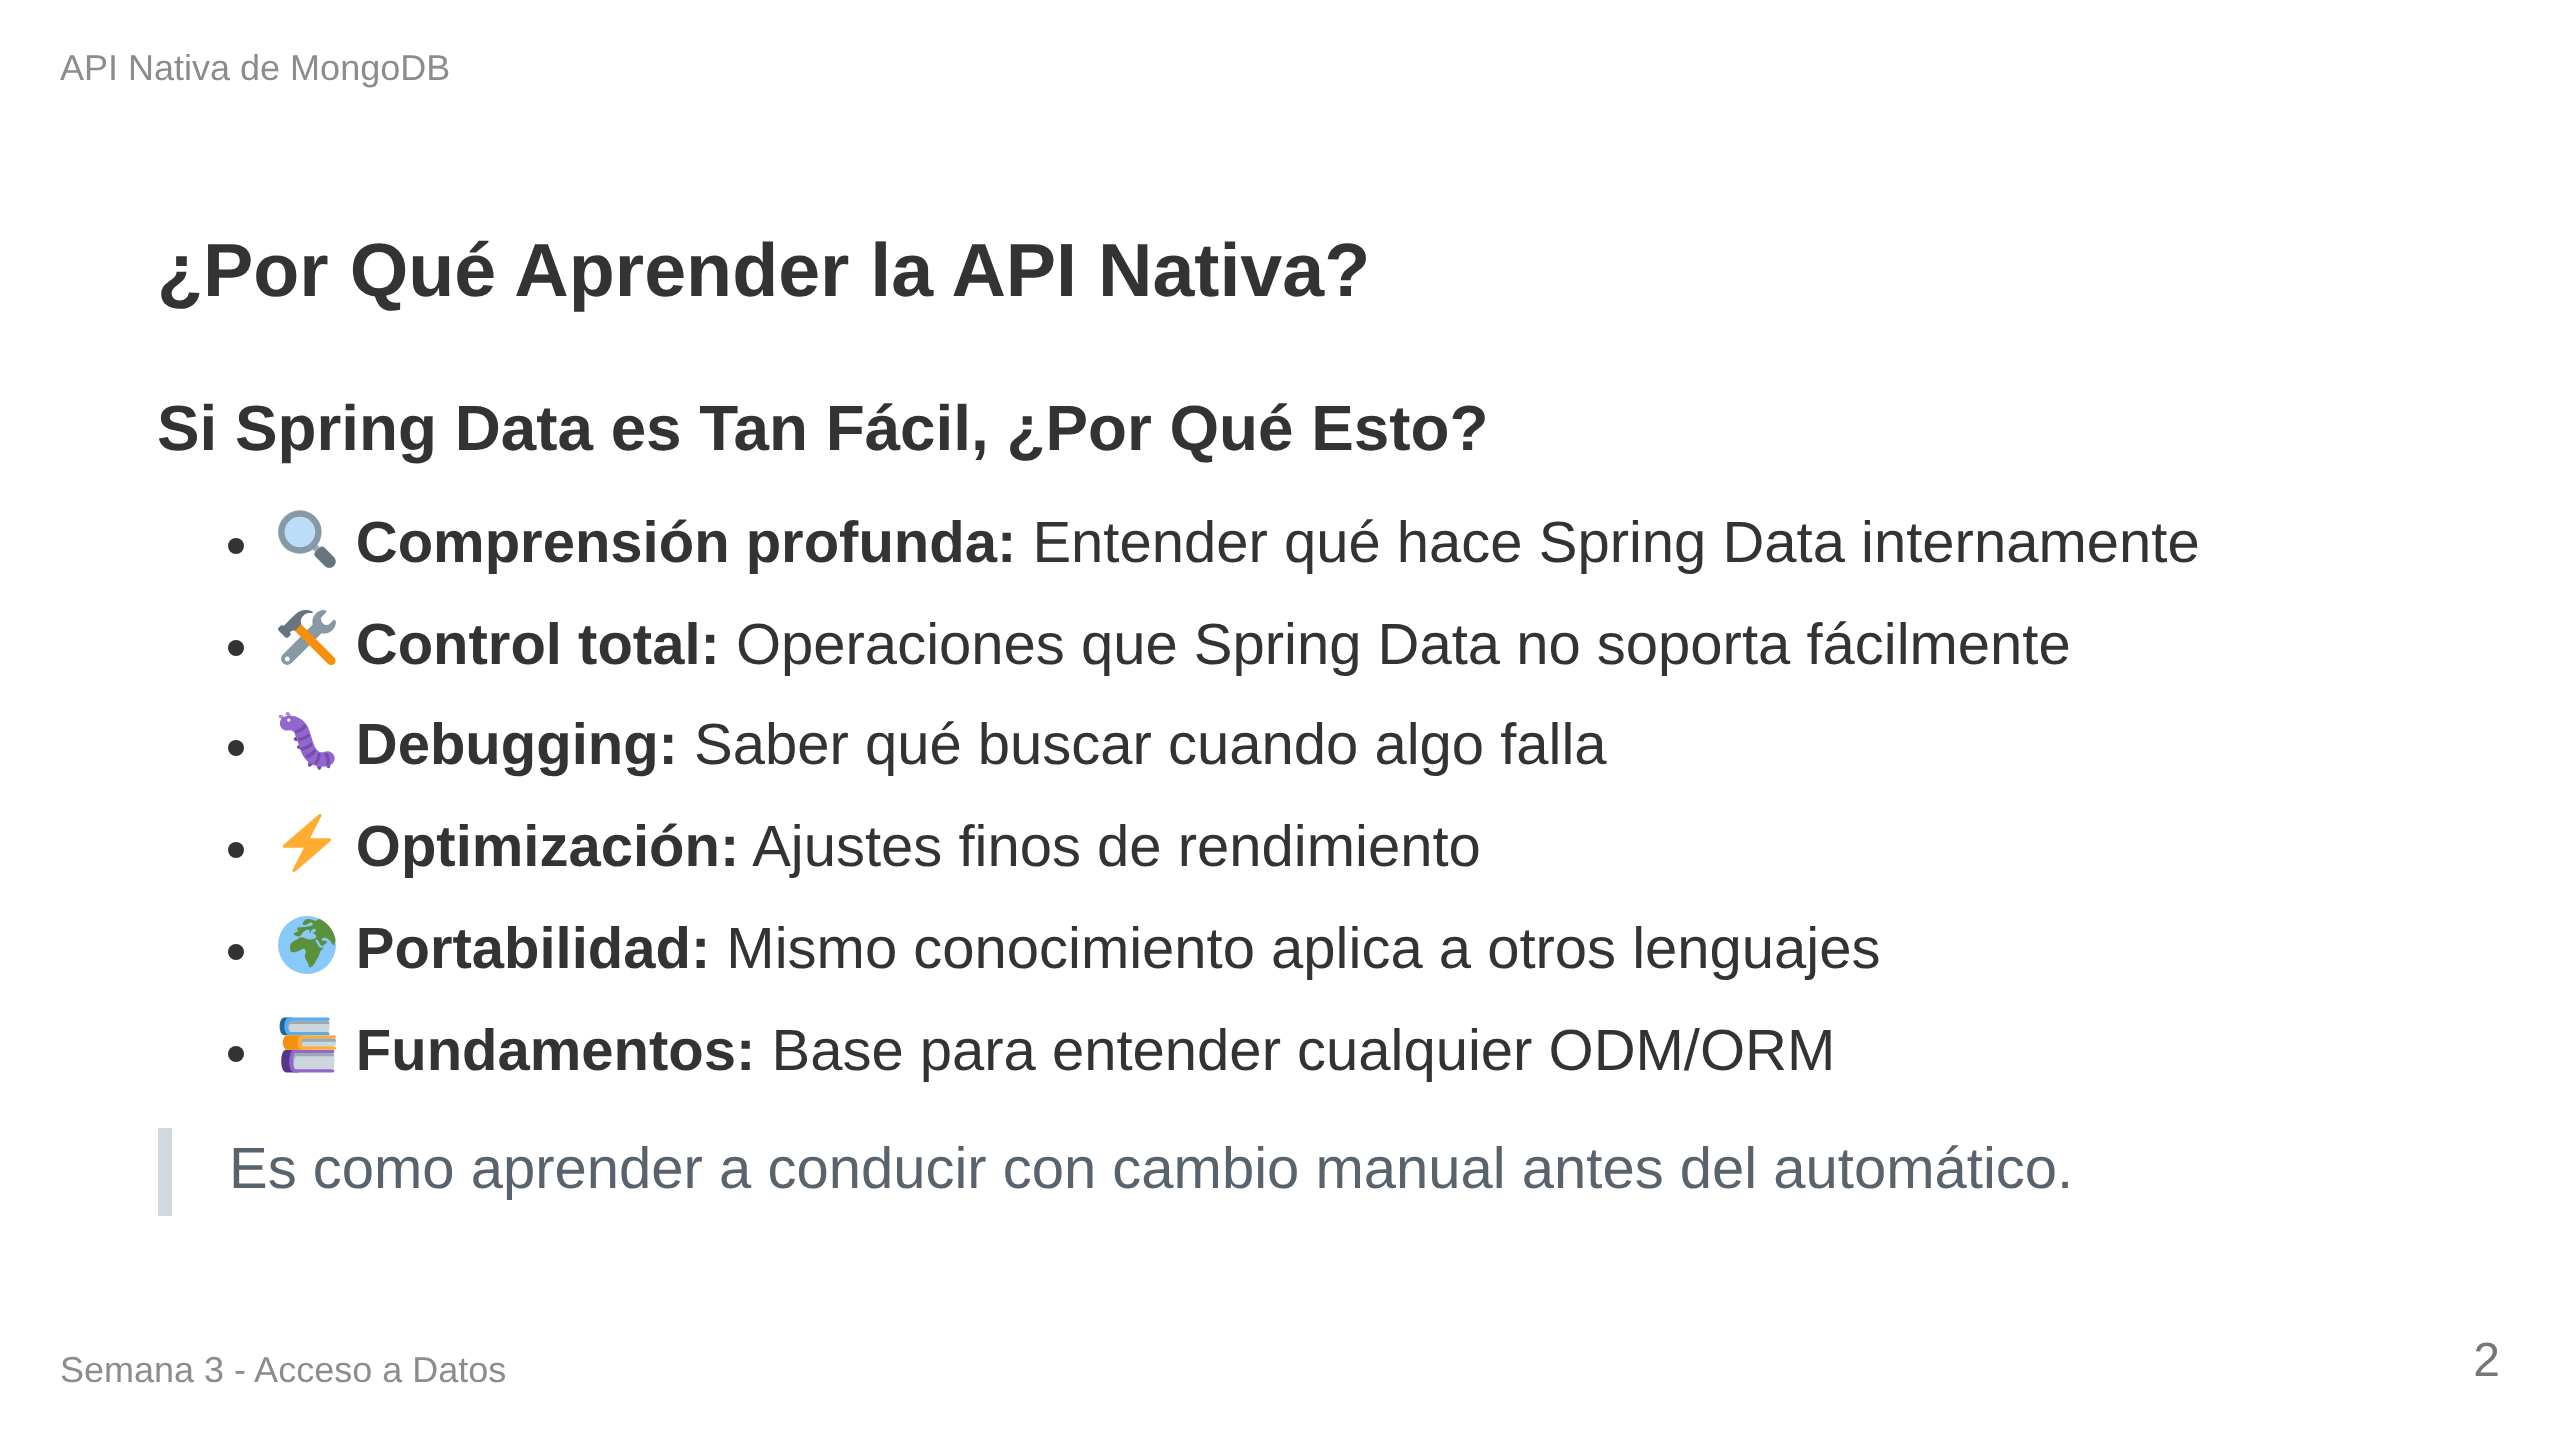 API Nativa de MongoDB
¿Por Qué Aprender la API Nativa?
Si Spring Data es Tan Fácil, ¿Por Qué Esto?
• 🔍 Comprensión profunda: Entender qué hace Spring Data internamente
• 🛠️ Control total: Operaciones que Spring Data no soporta fácilmente
• 🐛 Debugging: Saber qué buscar cuando algo falla
• ⚡ Optimización: Ajustes finos de rendimiento
• 🌍 Portabilidad: Mismo conocimiento aplica a otros lenguajes
• 📚 Fundamentos: Base para entender cualquier ODM/ORM
Es como aprender a conducir con cambio manual antes del automático.
Semana 3 - Acceso a Datos
2